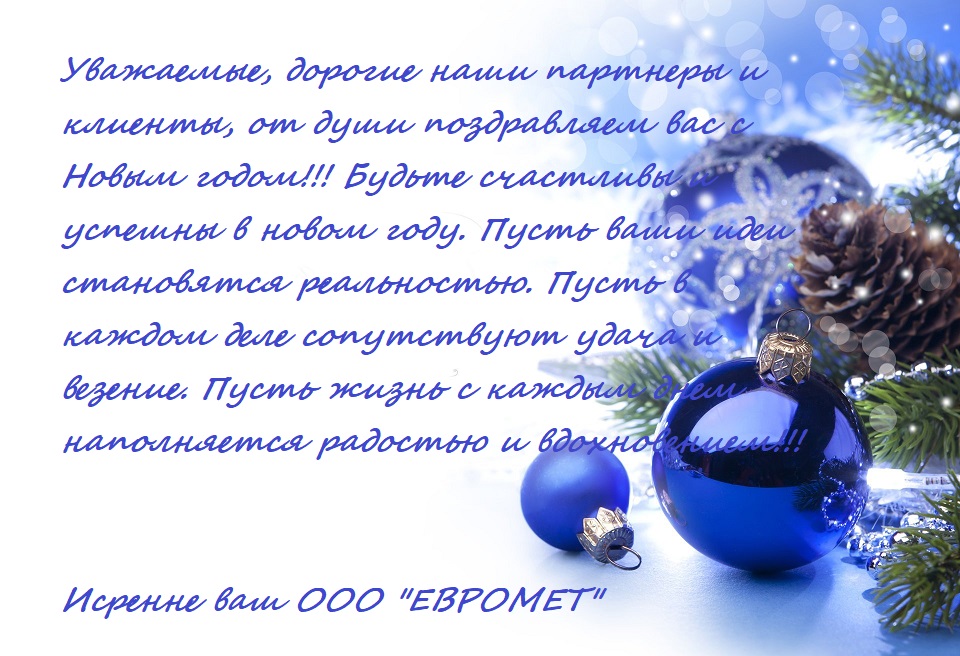 Уважаемые, дорогие наши партнеры и
клиенты, от души поздравляем вас с
Новым годом!!! Будьте счастливы и
успешны в новом году. Пусть ваши идеи
становятся реальностью. Пусть в
каждом деле сопутствуют удача и
везение. Пусть жизнь с каждым днем
наполняется радостью и вдохновением!!!
Исренне ваш ООО "ЕВРОМЕТ"